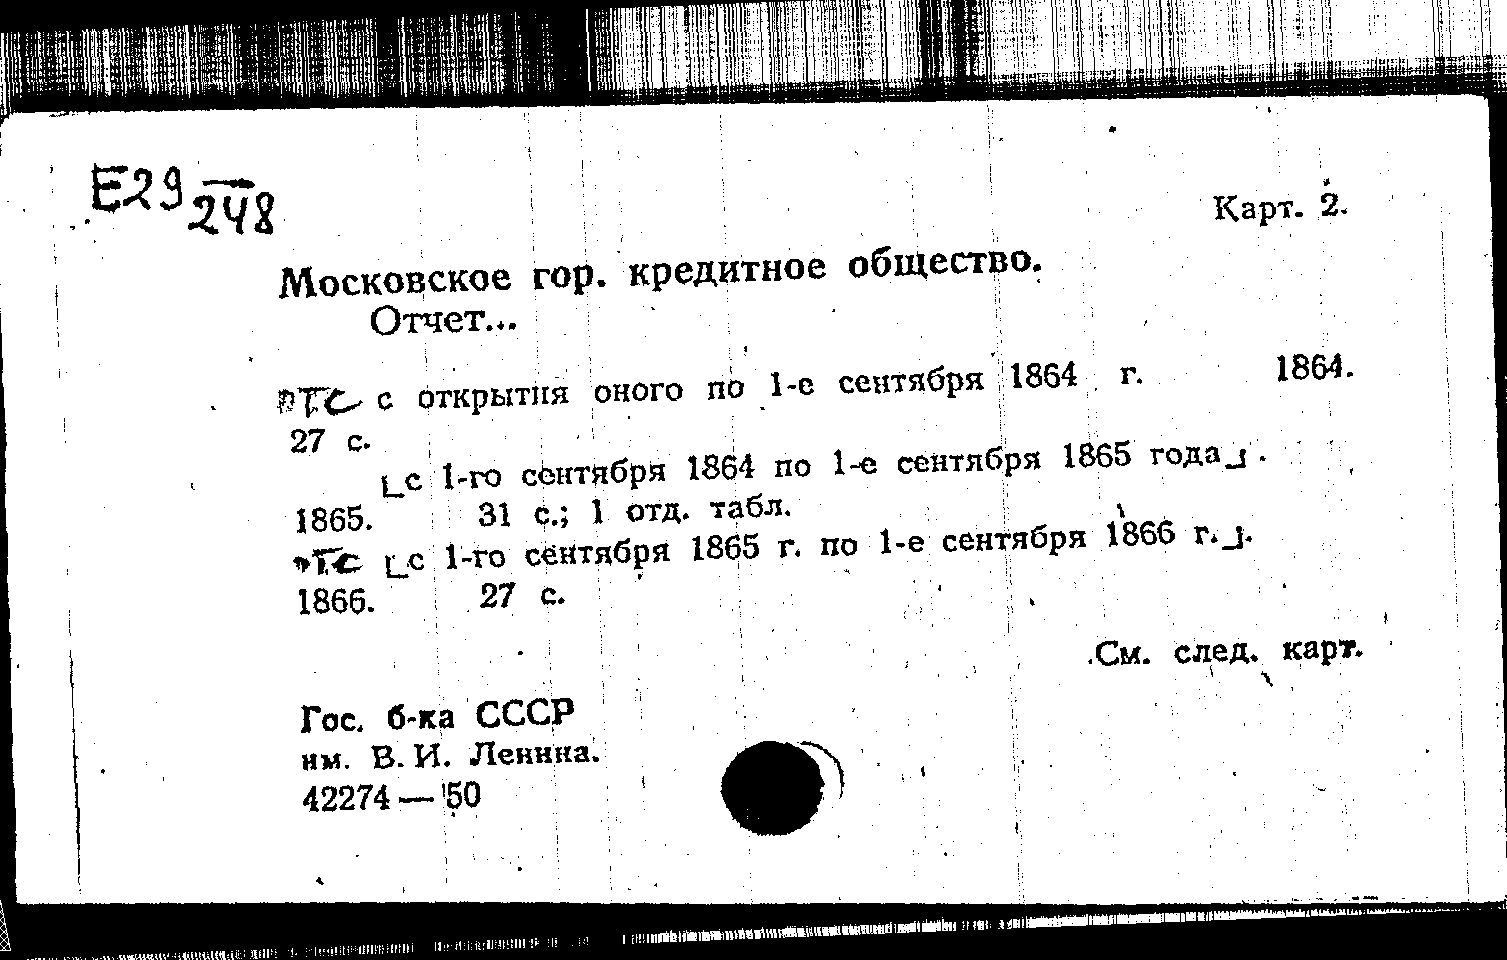 E29
248
Карт. 2.
Московское гор. кредитное общество.
Отчет...
с открытия оного по 1-е сентября 1864 г. 1864.
27 с.
с 1-го сентября 1864 по 1-е сентября 1865 года.
1865. 31 с.; 1 отд. табл.
с 1-го сентября 1865 г. по 1-е сентября 1866 г.
1866. 27 с.
См. след. карт.
Гос. б-ка СССР
им. В. И. Ленина.
42274 — 50